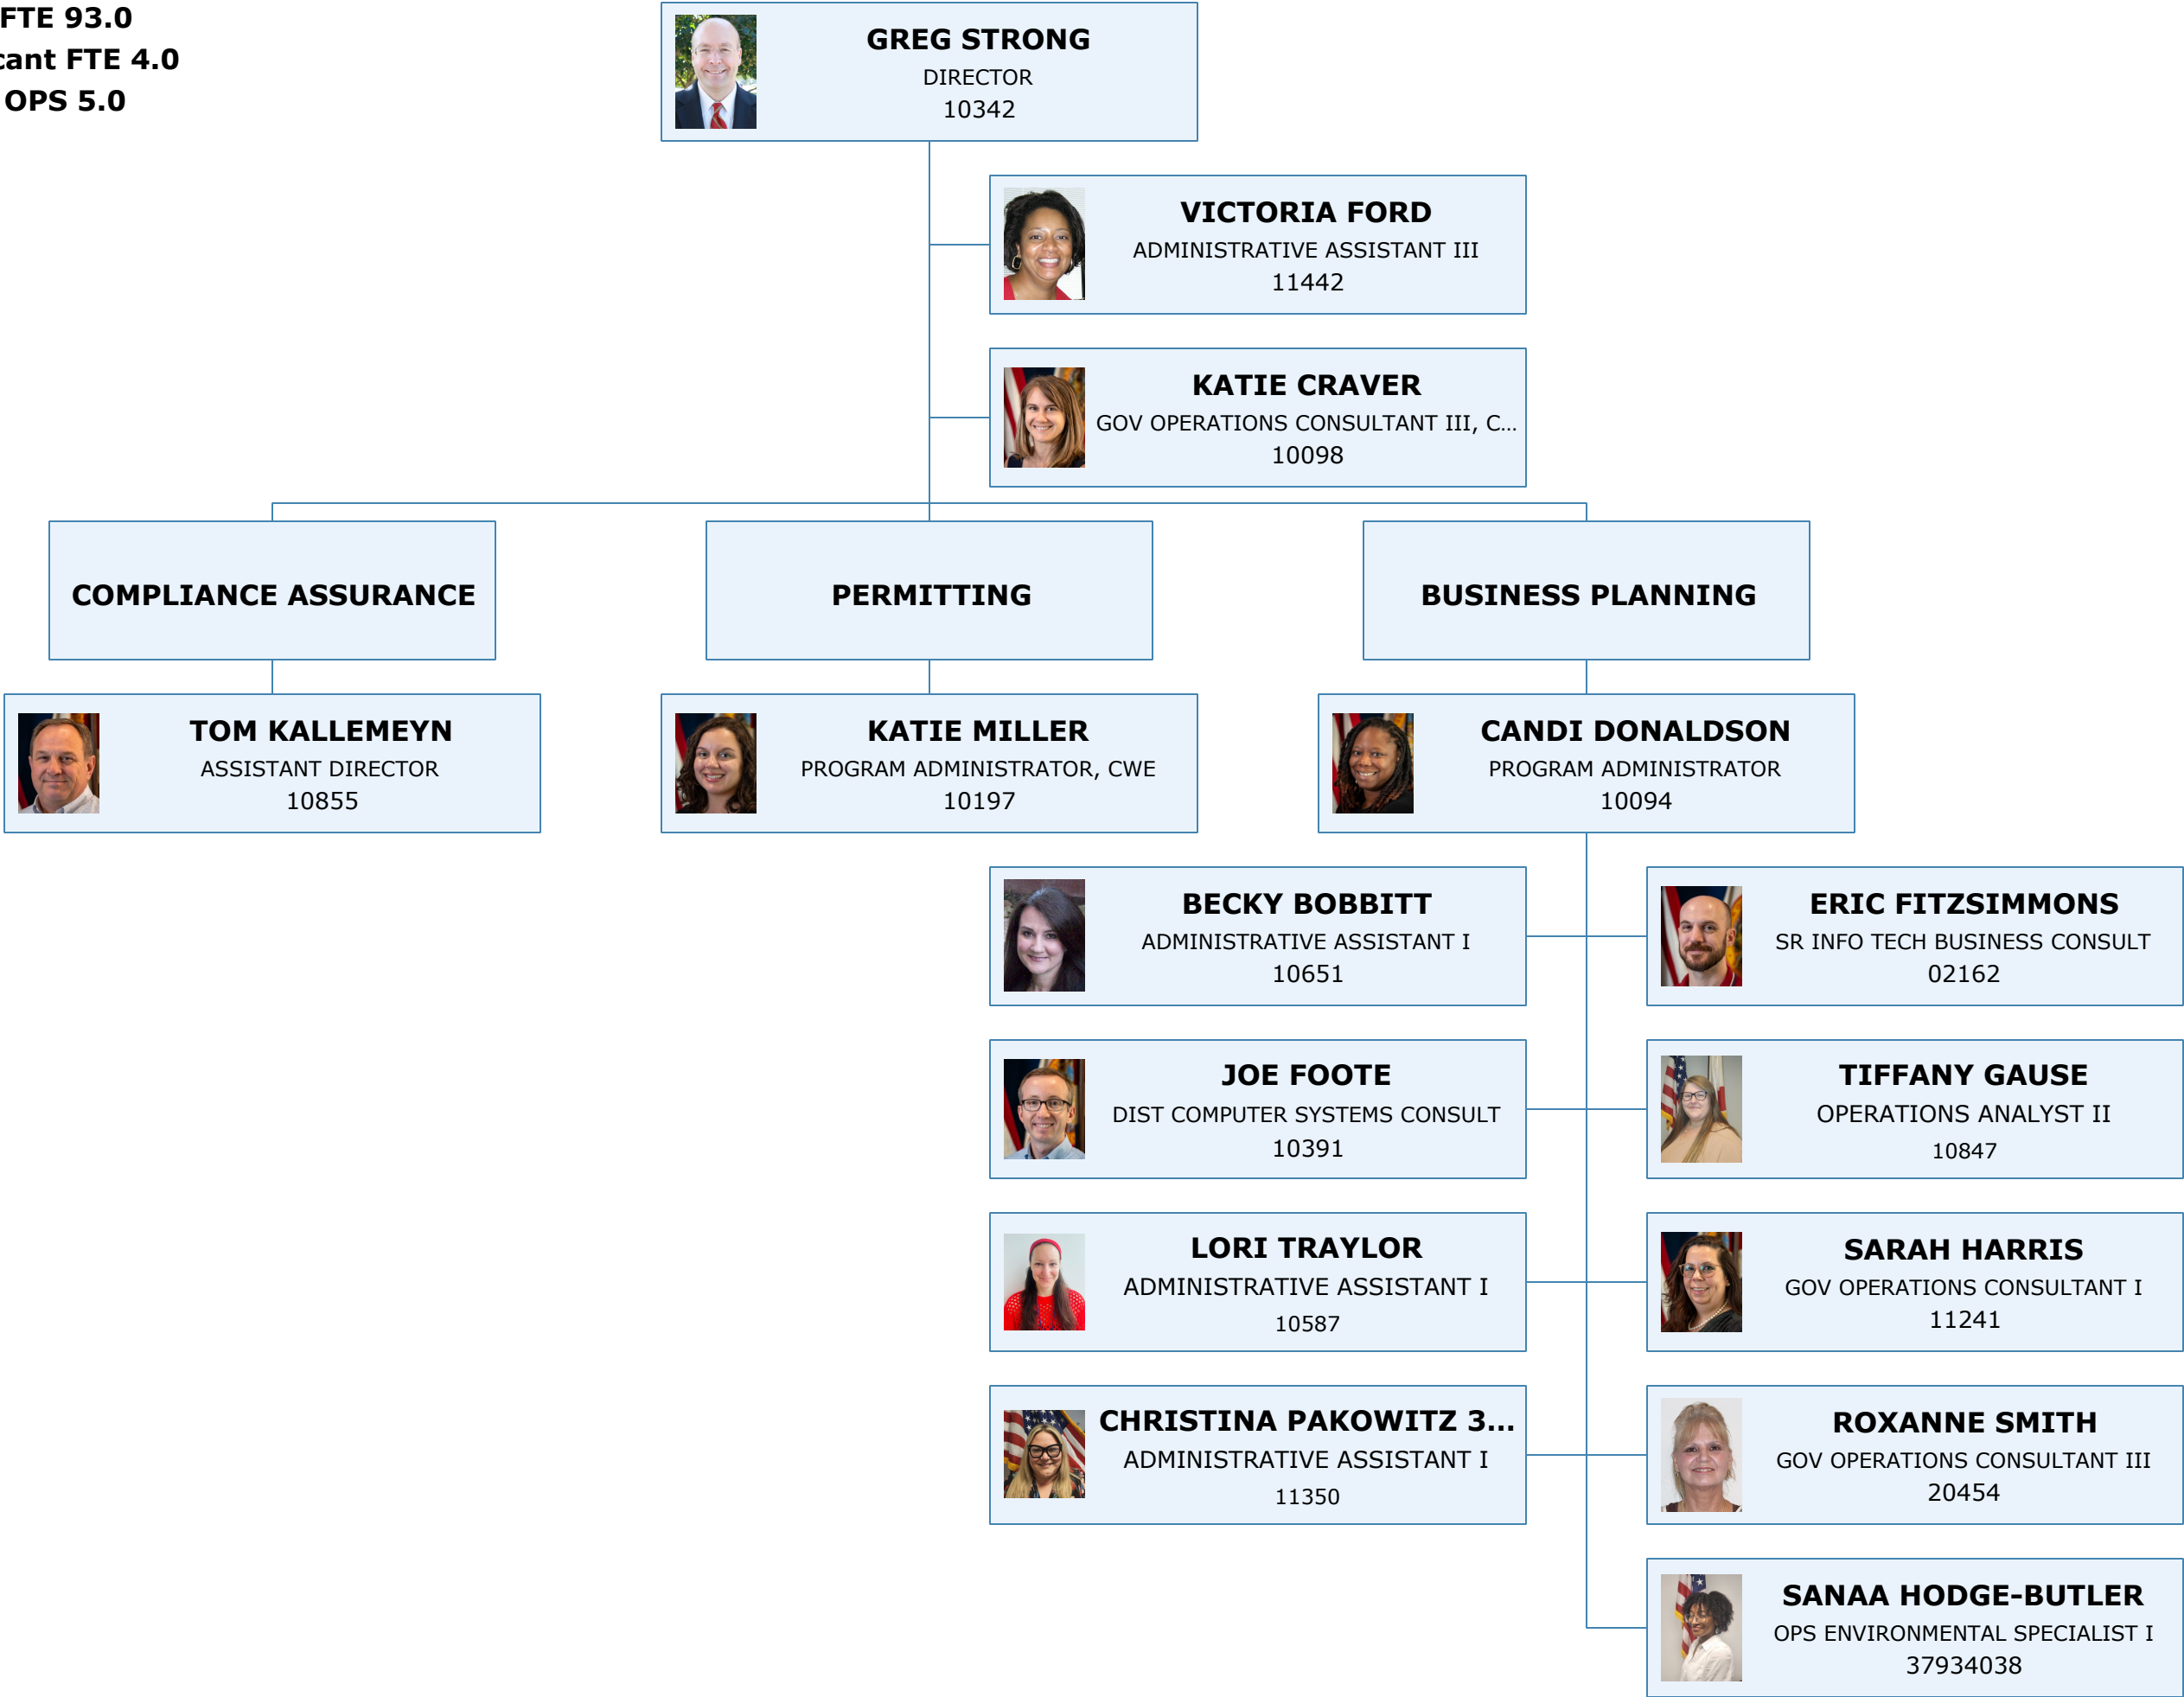 FTE 93.0
cant FTE 4.0
OPS 5.0
GREG STRONG
DIRECTOR
10342
VICTORIA FORD
ADMINISTRATIVE ASSISTANT III
11442
KATIE CRAVER
GOV OPERATIONS CONSULTANT III, C...
10098
COMPLIANCE ASSURANCE
PERMITTING
BUSINESS PLANNING
TOM KALLEMEYN
ASSISTANT DIRECTOR
10855
KATIE MILLER
PROGRAM ADMINISTRATOR, CWE
10197
CANDI DONALDSON
PROGRAM ADMINISTRATOR
10094
BECKY BOBBITT
ADMINISTRATIVE ASSISTANT I
10651
ERIC FITZSIMMONS
SR INFO TECH BUSINESS CONSULT
02162
JOE FOOTE
DIST COMPUTER SYSTEMS CONSULT
10391
TIFFANY GAUSE
OPERATIONS ANALYST II
10847
LORI TRAYLOR
ADMINISTRATIVE ASSISTANT I
10587
SARAH HARRIS
GOV OPERATIONS CONSULTANT I
11241
CHRISTINA PAKOWITZ 3...
ADMINISTRATIVE ASSISTANT I
11350
ROXANNE SMITH
GOV OPERATIONS CONSULTANT III
20454
SANAA HODGE-BUTLER
OPS ENVIRONMENTAL SPECIALIST I
37934038